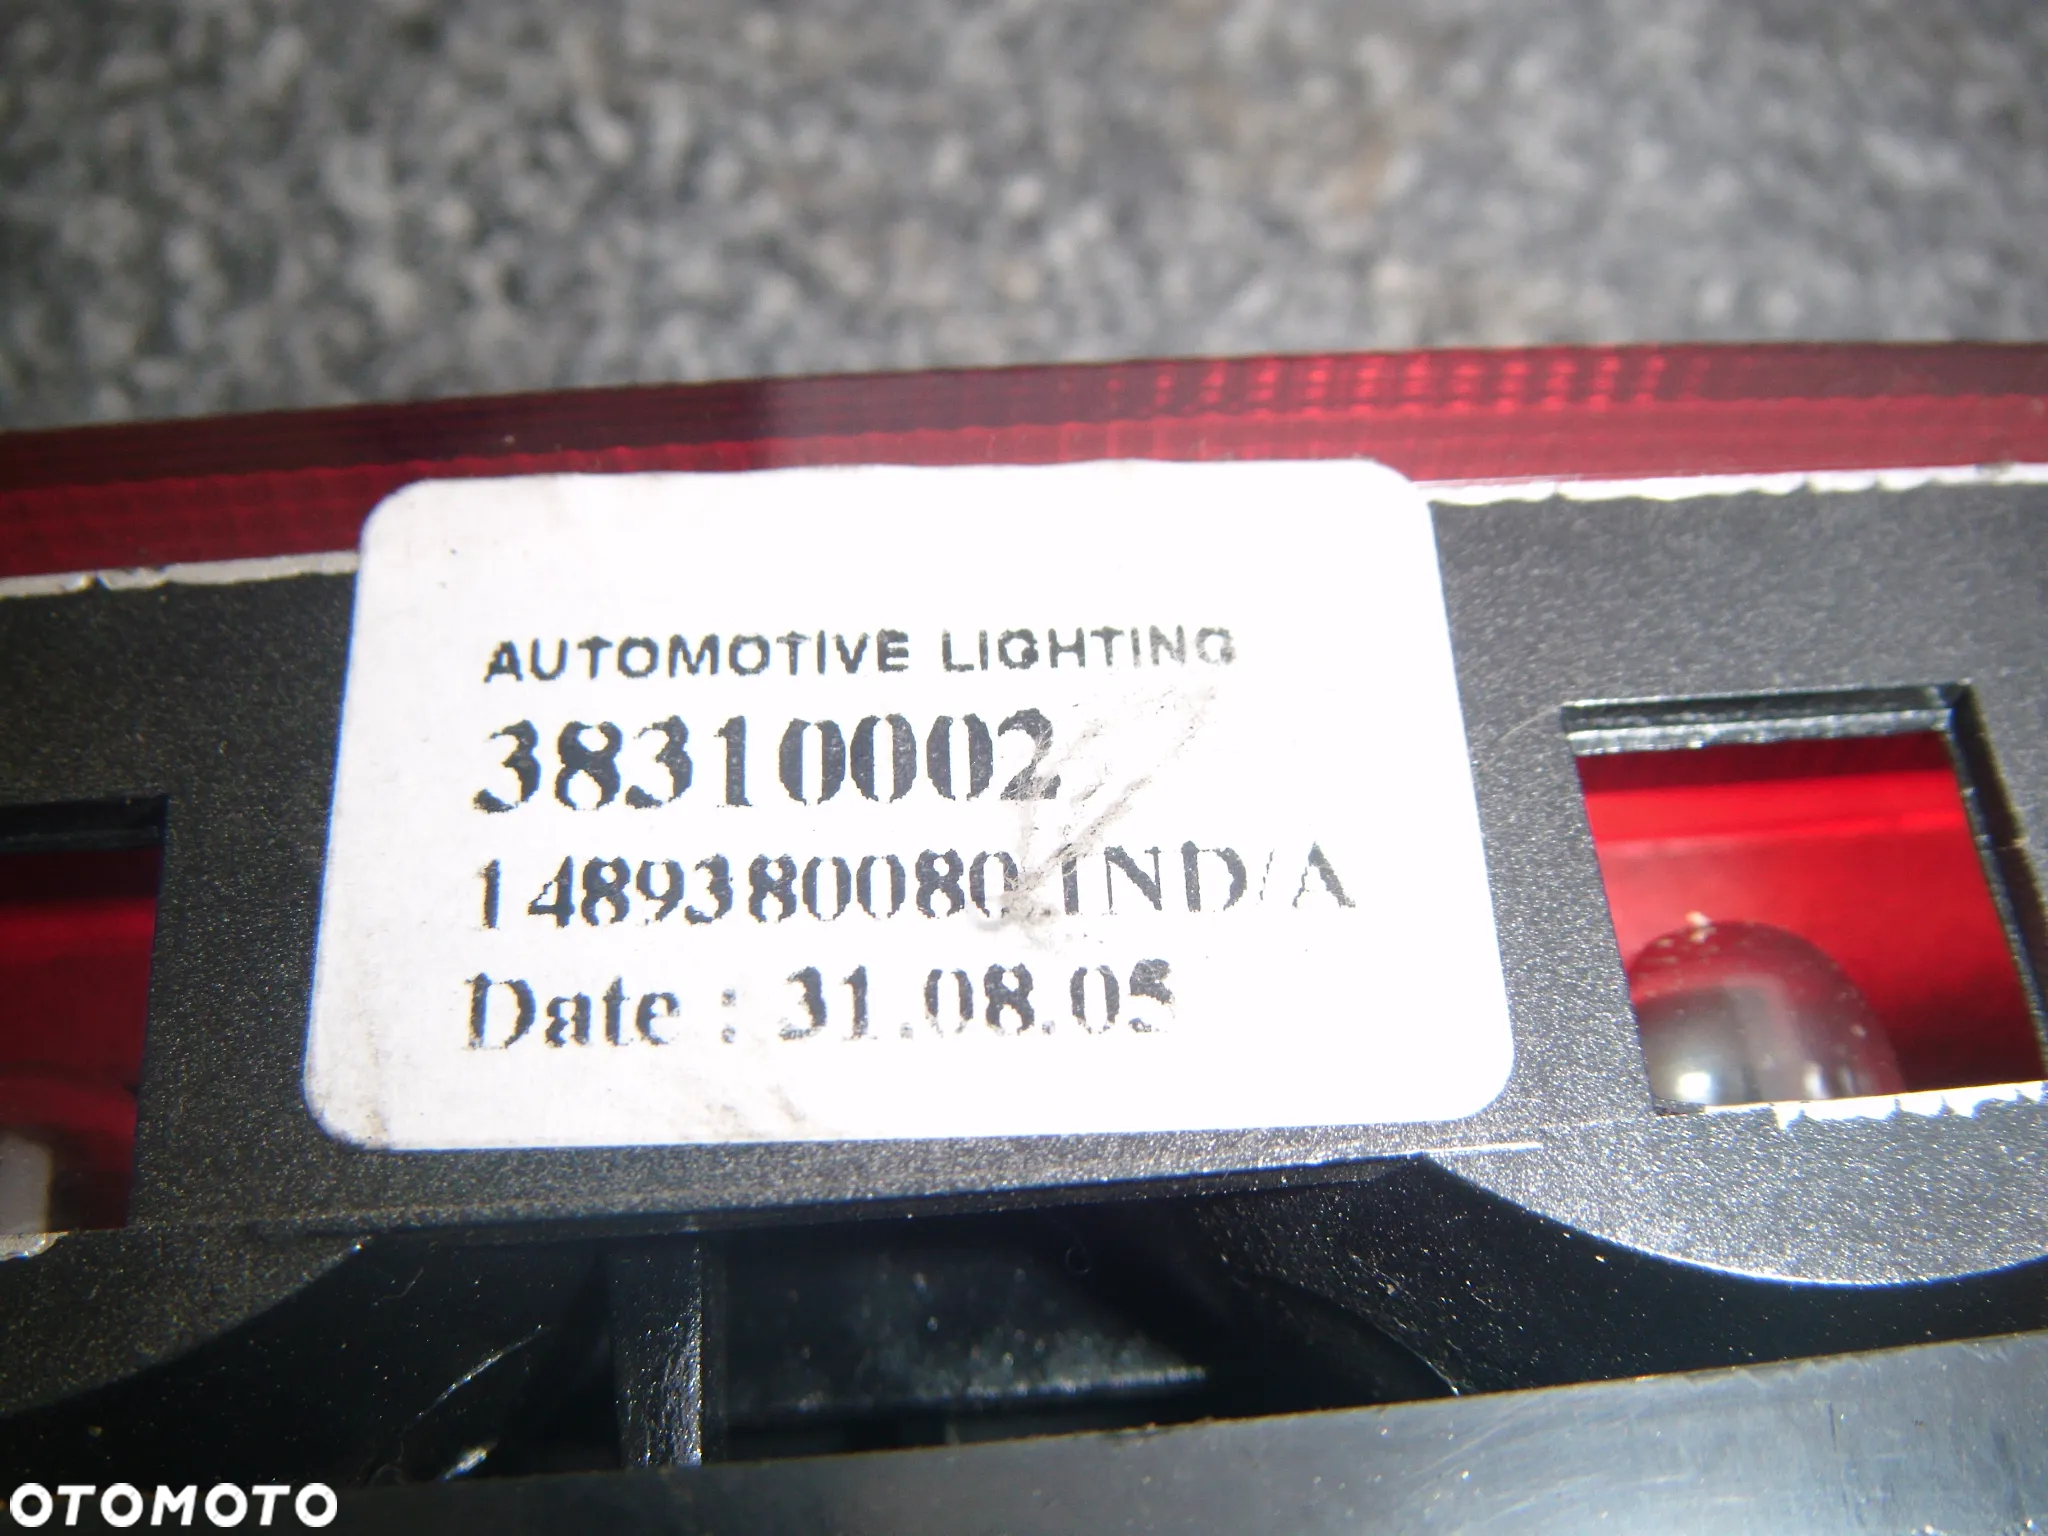 AUTOMOTIVE LIGHTING
38310002
1489380080 IND/A
Date : 31.08.05
OTOMOTO